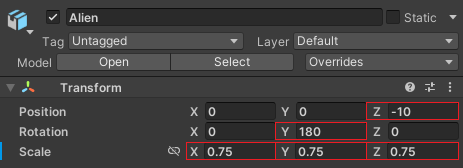 Alien Static
Tag Untagged Layer Default
Model Open Select Overrides
Transform
Position X 0 Y 0 Z -10
Rotation X 0 Y 180 Z 0
Scale X 0.75 Y 0.75 Z 0.75